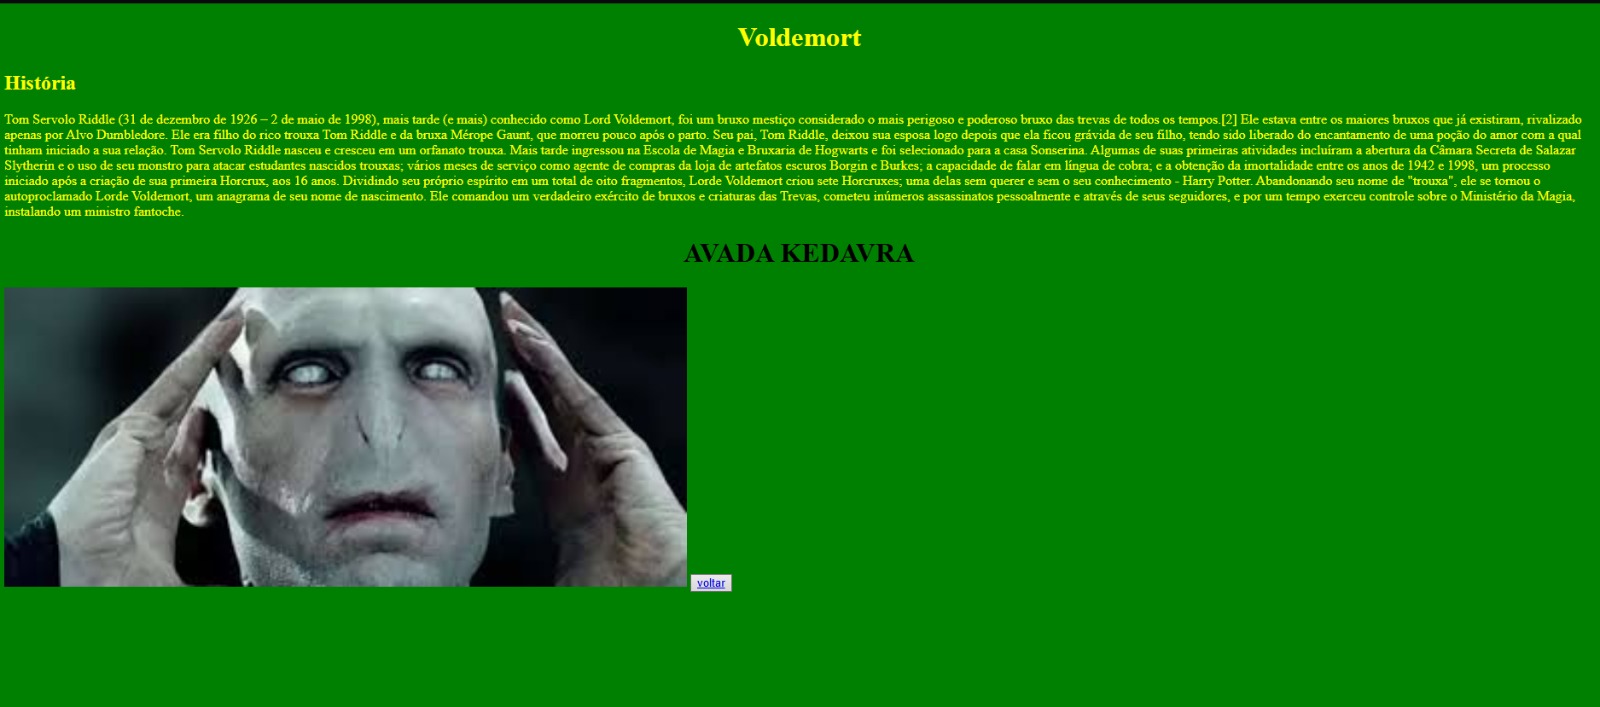 Voldemort
História
Tom Servolo Riddle (31 de dezembro de 1926 – 2 de maio de 1998), mais tarde (e mais) conhecido como Lord Voldemort, foi um bruxo mestiço considerado o mais perigoso e poderoso bruxo das trevas de todos os tempos.[2] Ele estava entre os maiores bruxos que já existiram, rivalizado
apenas por Alvo Dumbledore. Ele era filho do rico trouxa Tom Riddle e da bruxa Mérope Gaunt, que morreu pouco após o parto. Seu pai, Tom Riddle, deixou sua esposa logo depois que ela ficou grávida de seu filho, tendo sido liberado do encantamento de uma poção do amor com a qual
tinham iniciado a sua relação. Tom Servolo Riddle nasceu e cresceu em um orfanato trouxa. Mais tarde ingressou na Escola de Magia e Bruxaria de Hogwarts e foi selecionado para a casa Sonserina. Algumas de suas primeiras atividades incluíram a abertura da Câmara Secreta de Salazar
Slytherin e o uso de seu monstro para atacar estudantes nascidos trouxas; vários meses de serviço como agente de compras da loja de artefatos escuros Borgin e Burkes; a capacidade de falar em língua de cobra; e a obtenção da imortalidade entre os anos de 1942 e 1998, um processo
iniciado após a criação de sua primeira Horcrux, aos 16 anos. Dividindo seu próprio espírito em um total de oito fragmentos, Lorde Voldemort criou sete Horcruxes; uma delas sem querer e sem o seu conhecimento - Harry Potter. Abandonando seu nome de "trouxa", ele se tornou o
autoproclamado Lorde Voldemort, um anagrama de seu nome de nascimento. Ele comandou um verdadeiro exército de bruxos e criaturas das Trevas, cometeu inúmeros assassinatos pessoalmente e através de seus seguidores, e por um tempo exerceu controle sobre o Ministério da Magia,
instalando um ministro fantoche.
AVADA KEDAVRA
voltar